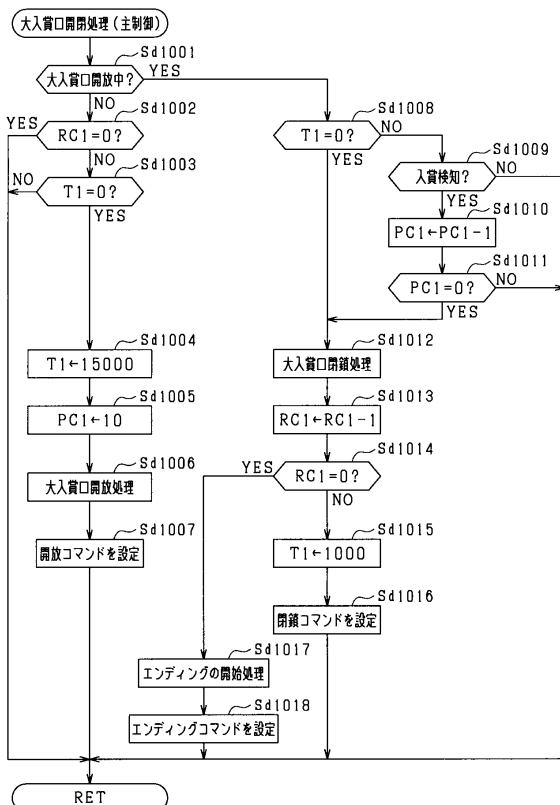 大入賞口開閉処理(主制御)
Sd1001
大入賞口開放中?
YES
NO
Sd1002
YES
RC1=0?
NO
Sd1003
NO
T1=0?
YES
Sd1004
T1←15000
Sd1005
PC1←10
Sd1006
大入賞口開放処理
Sd1007
開放コマンドを設定
Sd1008
T1=0?
NO
YES
Sd1009
入賞検知?
NO
YES
Sd1010
PC1←PC1-1
Sd1011
PC1=0?
NO
YES
Sd1012
大入賞口閉鎖処理
Sd1013
RC1←RC1-1
Sd1014
YES
RC1=0?
NO
Sd1015
T1←1000
Sd1016
閉鎖コマンドを設定
Sd1017
エンディングの開始処理
Sd1018
エンディングコマンドを設定
RET